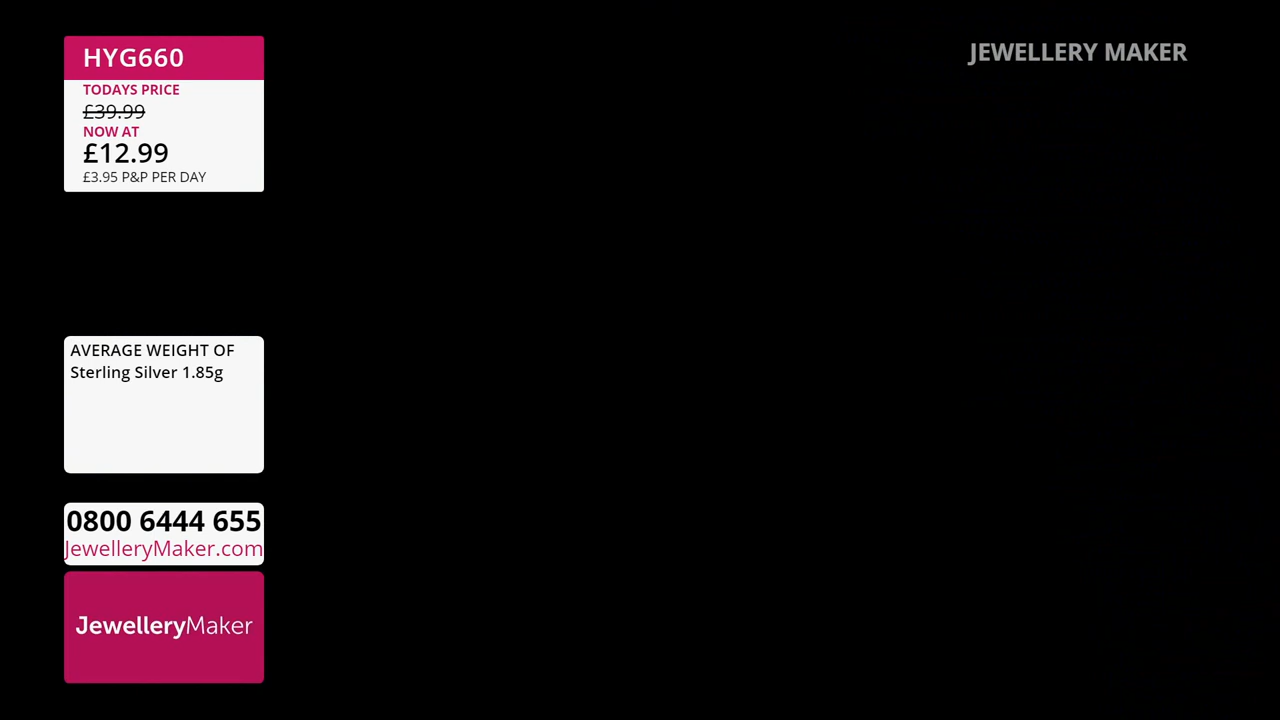 HYG660
TODAYS PRICE
£39.99
NOW AT
£12.99
£3.95 P&P PER DAY
JEWELLERY MAKER
AVERAGE WEIGHT OF
Sterling Silver 1.85g
0800 6444 655
JewelleryMaker.com
JewelleryMaker